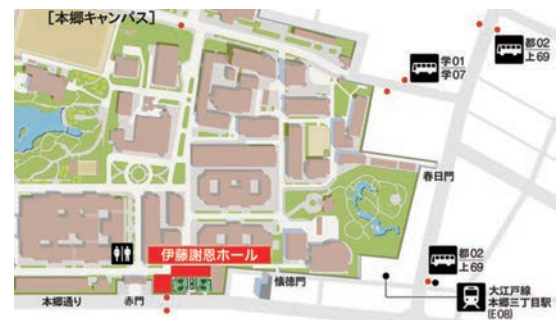 [本郷キャンパス]
学01
学07
都02
上69
春日門
伊藤謝恩ホール
都02
上69
懐徳門
本郷通り
赤門
大江戸線
本郷三丁目駅
(E08)